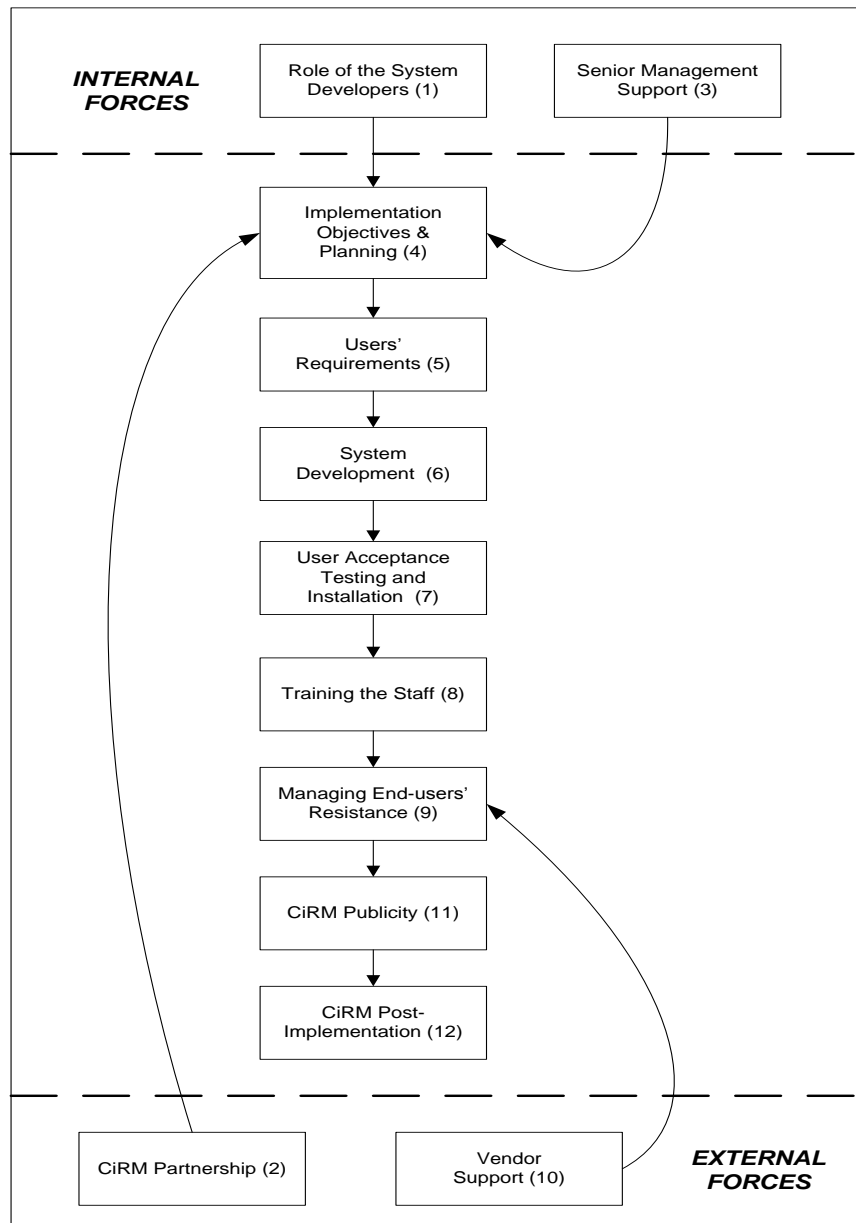 INTERNAL
FORCES
Role of the System
Developers (1)
Senior Management
Support (3)
Implementation
Objectives &
Planning (4)
Users’
Requirements (5)
System
Development (6)
User Acceptance
Testing and
Installation (7)
Training the Staff (8)
Managing End-users’
Resistance (9)
CiRM Publicity (11)
CiRM Post-
Implementation (12)
CiRM Partnership (2)
Vendor
Support (10)
EXTERNAL
FORCES